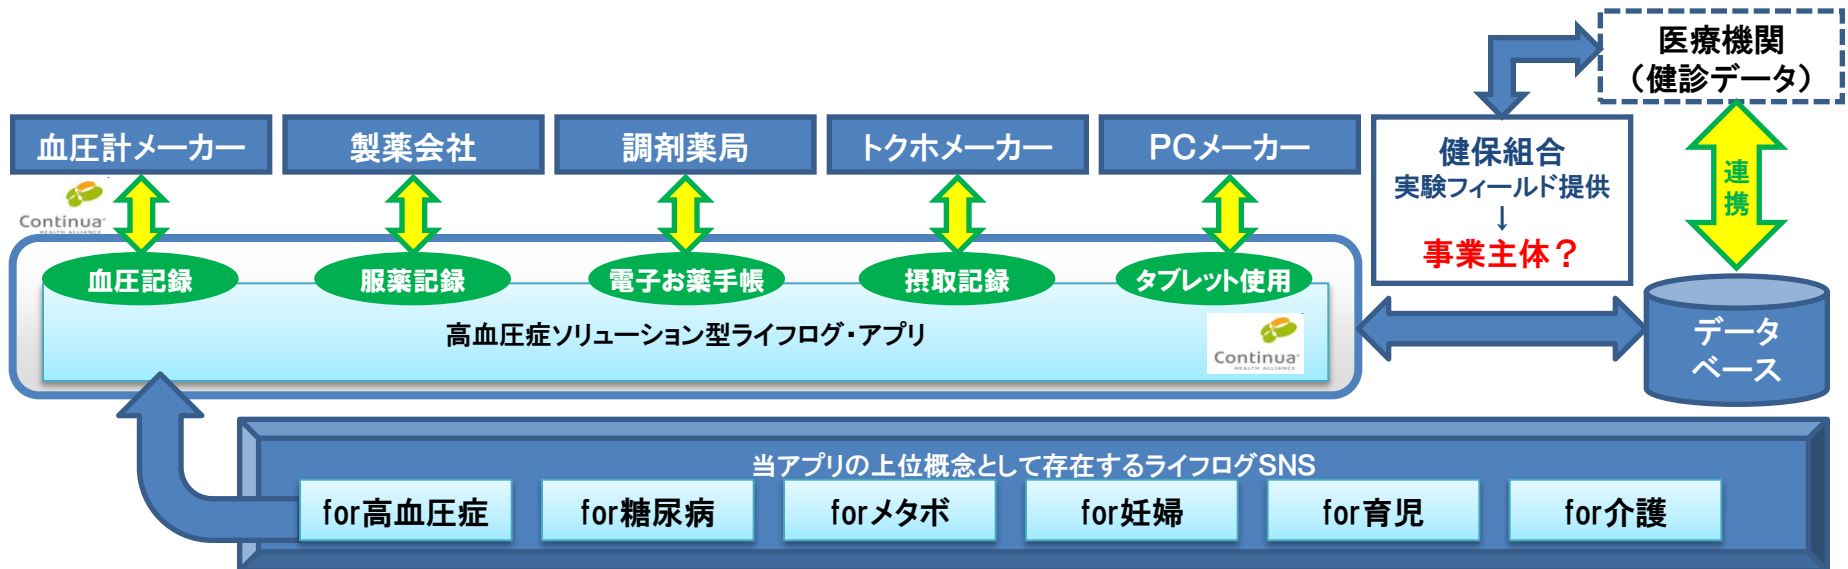 医療機関
(健診データ)
血圧計メーカー
製薬会社
調剤薬局
トクホメーカー
PCメーカー
健保組合
実験フィールド提供
↓
事業主体?
連携
Continua
HEALTH ALLIANCE
血圧記録
服薬記録
電子お薬手帳
摂取記録
タブレット使用
高血圧症ソリューション型ライフログ・アプリ
Continua
HEALTH ALLIANCE
データ
ベース
当アプリの上位概念として存在するライフログSNS
for高血圧症
for糖尿病
forメタボ
for妊婦
for育児
for介護